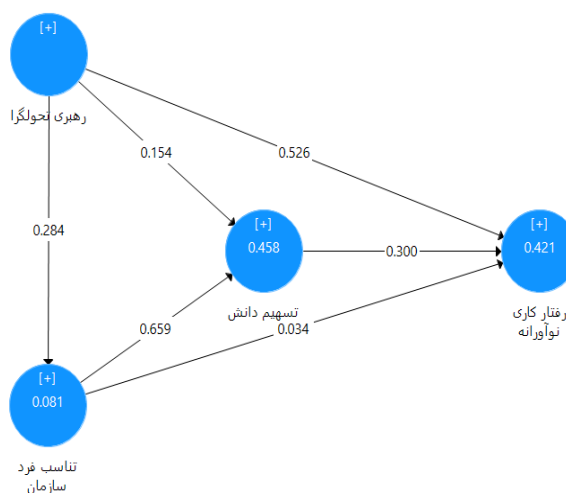 [+]
رهبری تحولگرا
0.154
0.526
0.284
[+]
0.458
تسهیم دانش
0.300
[+]
0.421
رفتار کاری
نوآورانه
0.659
0.034
[+]
0.081
تناسب فرد
سازمان